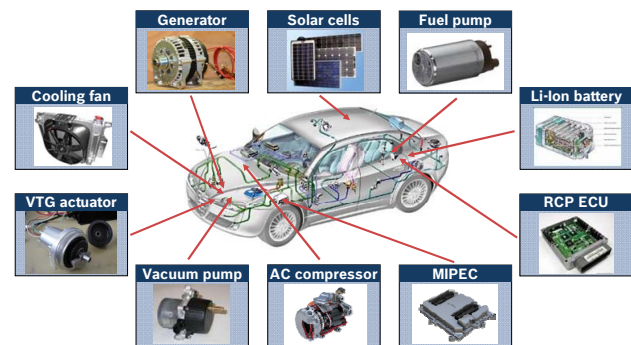 Generator
Solar cells
Fuel pump
Cooling fan
Li-Ion battery
VTG actuator
RCP ECU
Vacuum pump
AC compressor
MIPEC